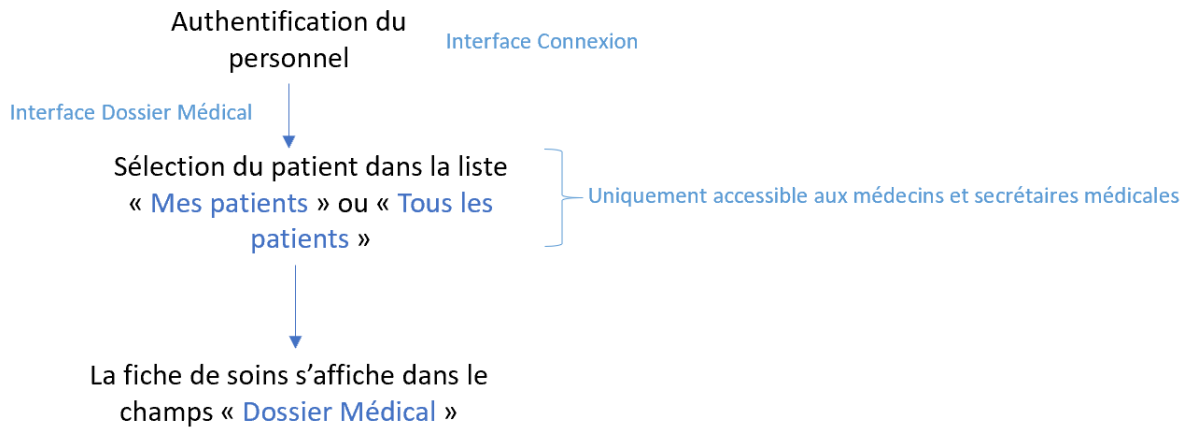 Authentification du
personnel
Interface Connexion
Interface Dossier Médical
Sélection du patient dans la liste
« Mes patients » ou « Tous les
patients »
Uniquement accessible aux médecins et secrétaires médicales
La fiche de soins s’affiche dans le
champs « Dossier Médical »